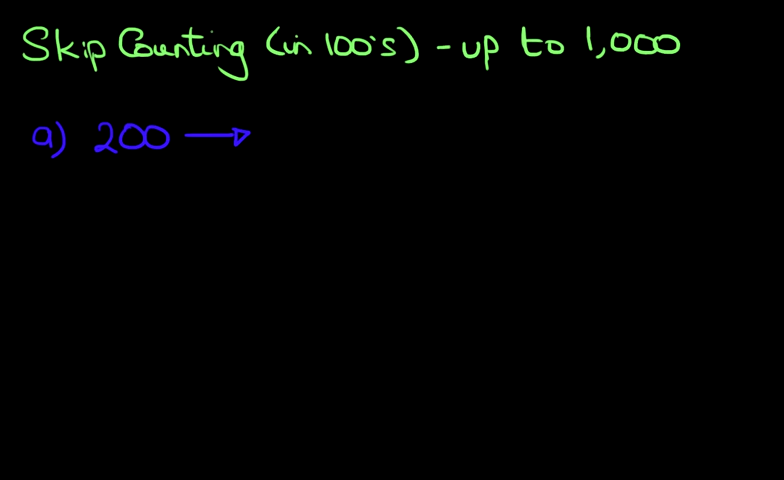 Skip Counting (in 100's) - up to 1,000
a) 200 →